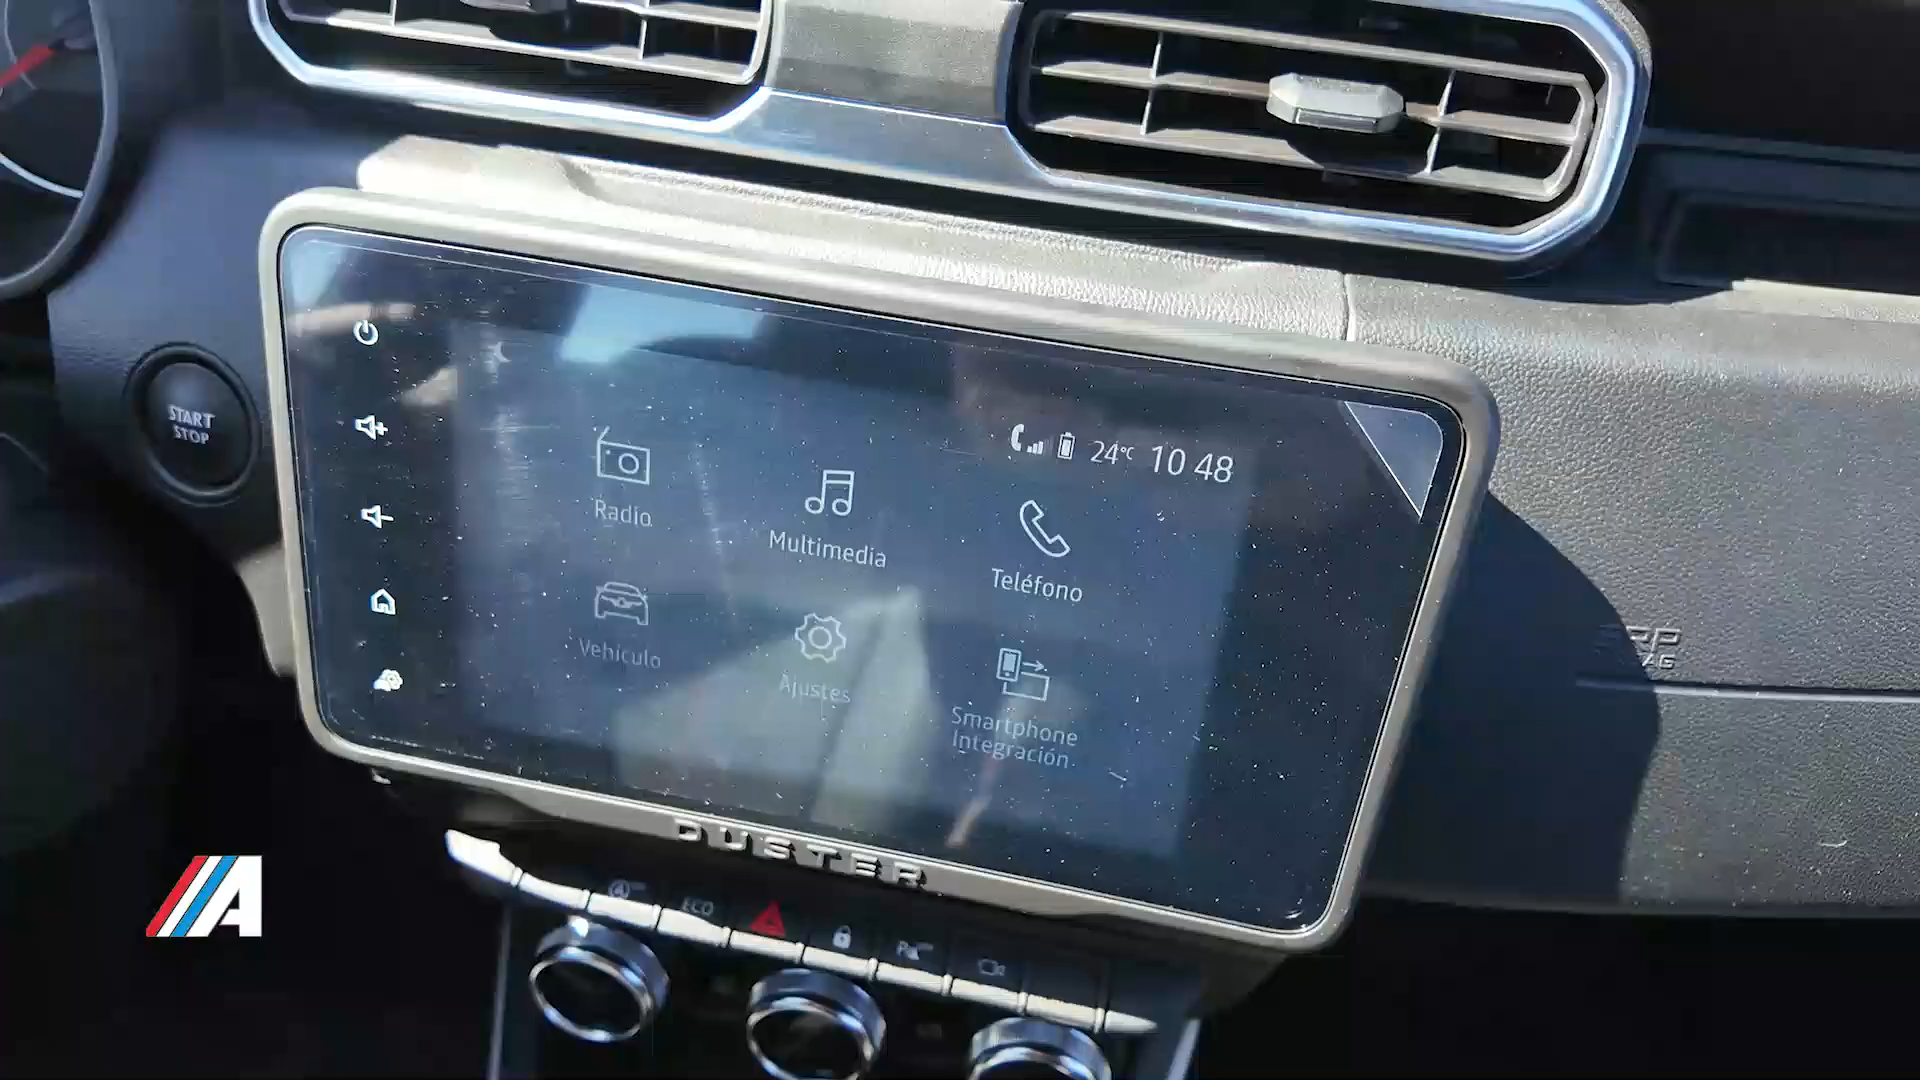 START
STOP
24°C 10 48
Radio
Multimedia
Teléfono
Vehículo
Ajustes
Smartphone
Integración
DUSTER
ECO
A